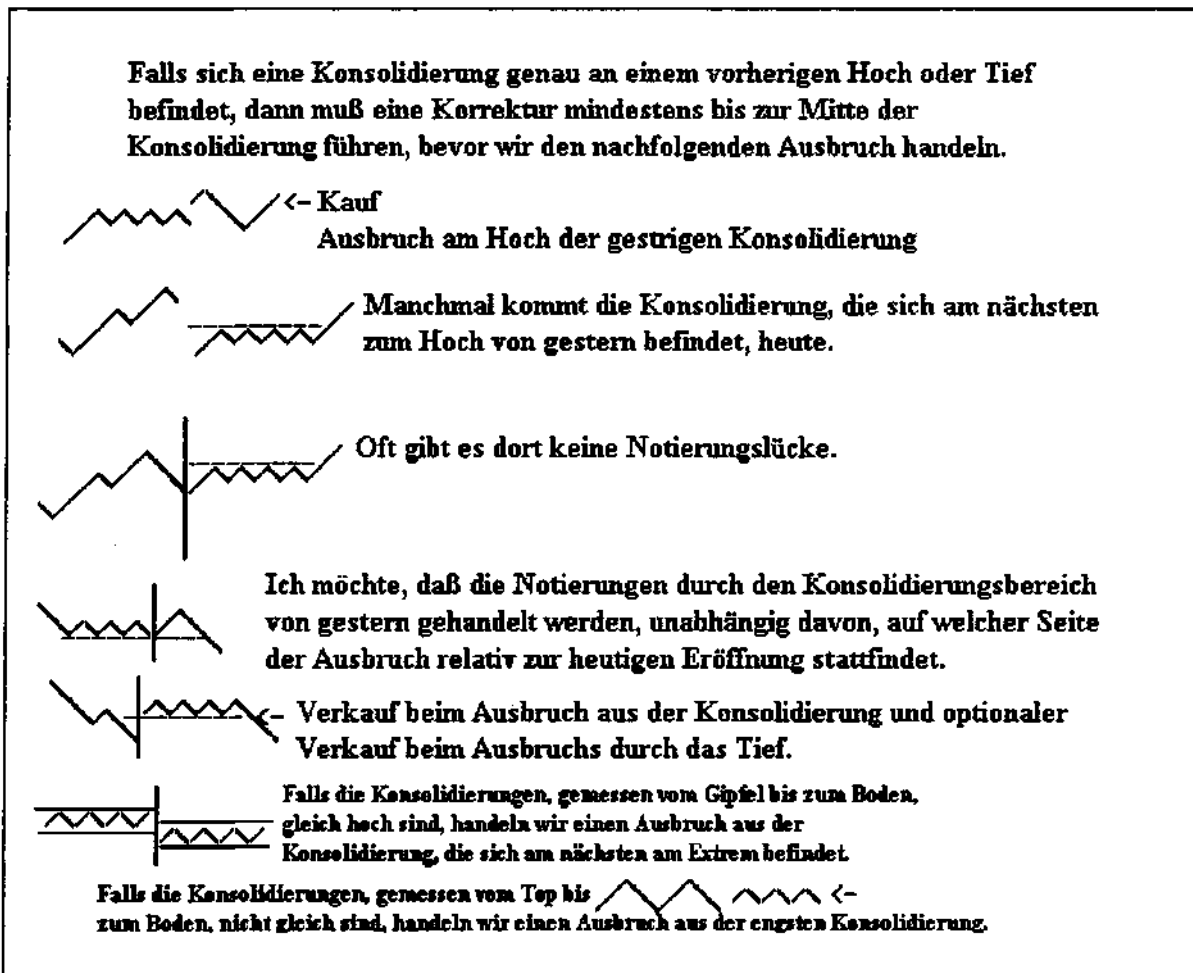 Falls sich eine Konsolidierung genau an einem vorherigen Hoch oder Tief
befindet, dann muß eine Korrektur mindestens bis zur Mitte der
Konsolidierung führen, bevor wir den nachfolgenden Ausbruch handeln.
<- Kauf
Ausbruch am Hoch der gestrigen Konsolidierung
Manchmal kommt die Konsolidierung, die sich am nächsten
zum Hoch von gestern befindet, heute.
Oft gibt es dort keine Notierungslücke.
Ich möchte, daß die Notierungen durch den Konsolidierungsbereich
von gestern gehandelt werden, unabhängig davon, auf welcher Seite
der Ausbruch relativ zur heutigen Eröffnung stattfindet.
<- Verkauf beim Ausbruch aus der Konsolidierung und optionaler
Verkauf beim Ausbruchs durch das Tief.
Falls die Konsolidierungen, gemessen vom Gipfel bis zum Boden,
gleich hoch sind, handeln wir einen Ausbruch aus der
Konsolidierung, die sich am nächsten am Extrem befindet.
Falls die Konsolidierungen, gemessen vom Top bis <-
zum Boden, nicht gleich sind, handeln wir einen Ausbruch aus der engsten Konsolidierung.